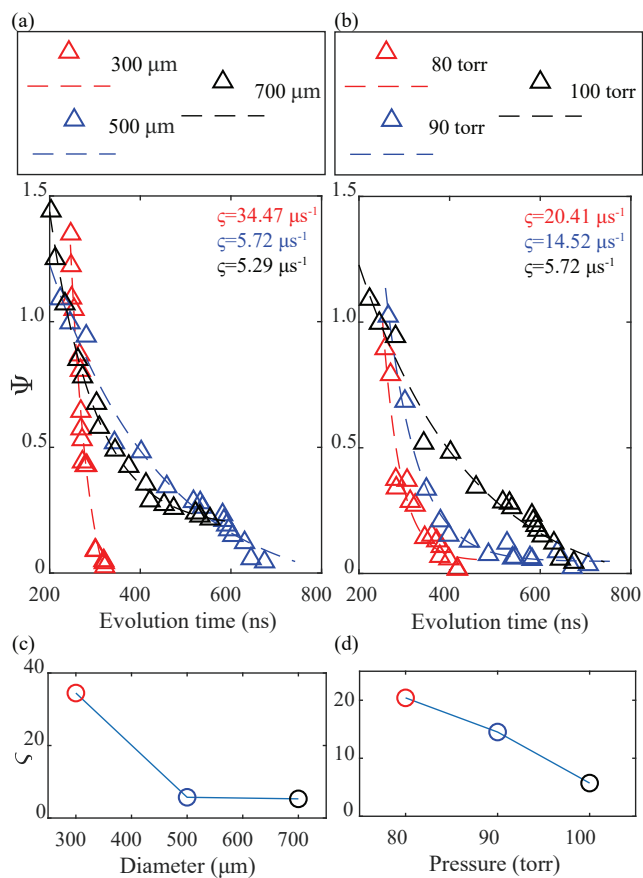 (a)
300 μm
700 μm
500 μm
(b)
80 torr
100 torr
90 torr
1.5
1.0
0.5
0
Ψ
ς=34.47 μs⁻¹
ς=5.72 μs⁻¹
ς=5.29 μs⁻¹
200 400 600 800
Evolution time (ns)
1.5
1.0
0.5
0
ς=20.41 μs⁻¹
ς=14.52 μs⁻¹
ς=5.72 μs⁻¹
200 400 600 800
Evolution time (ns)
(c)
40
20
0
ς
300 400 500 600 700
Diameter (μm)
(d)
20
10
0
80 90 100
Pressure (torr)